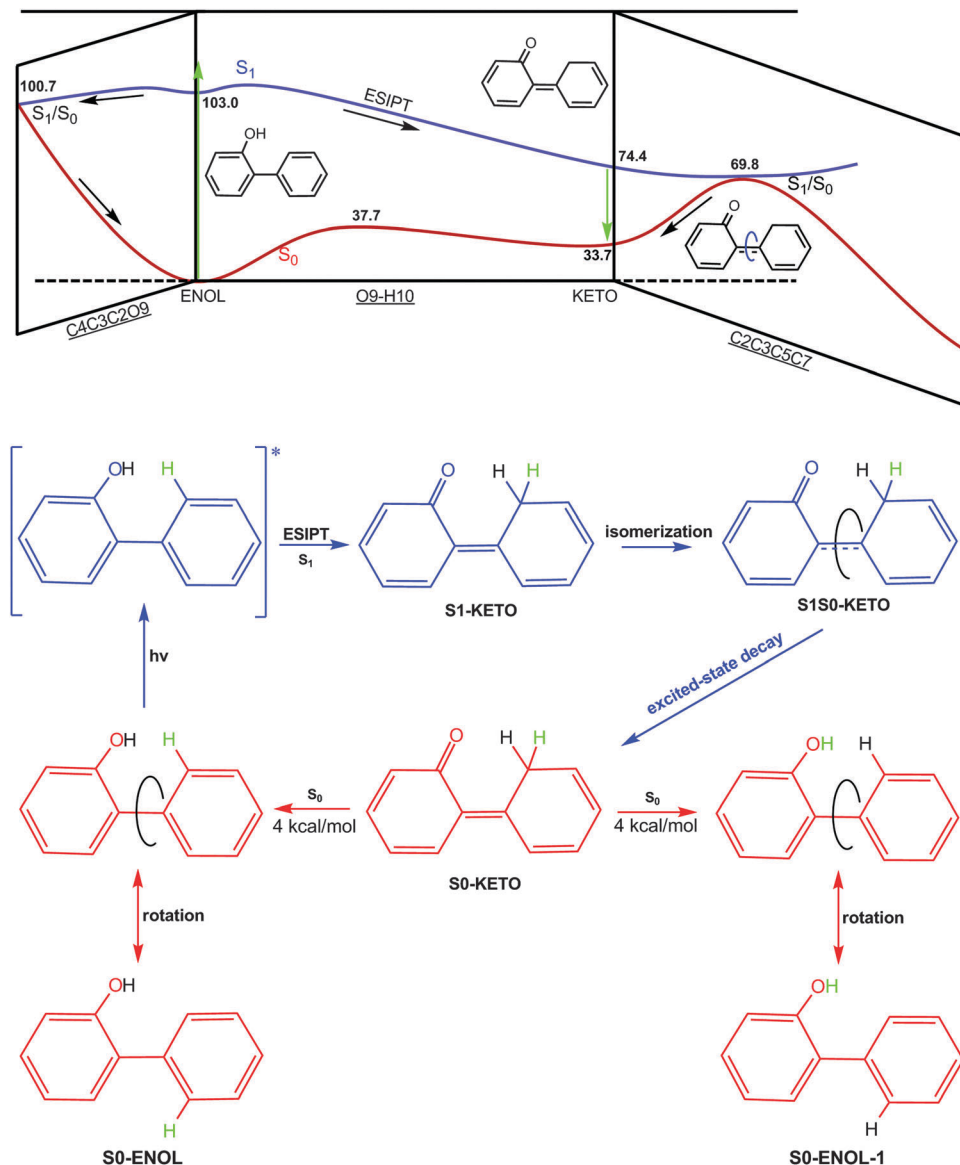 O
100.7
S1
S1/S0
103.0
ESIPT
OH
74.4
69.8
S1/S0
37.7
O
S0
33.7
ENOL
O9-H10
KETO
C4C3C2O9
C2C3C5C7
OH H *
O H H
O H H
ESIPT
S1
isomerization
S1-KETO
S1S0-KETO
hν
excited-state decay
OH H
O H H
OH H
S0
4 kcal/mol
S0
4 kcal/mol
S0-KETO
rotation
rotation
OH
OH
H
H
S0-ENOL
S0-ENOL-1